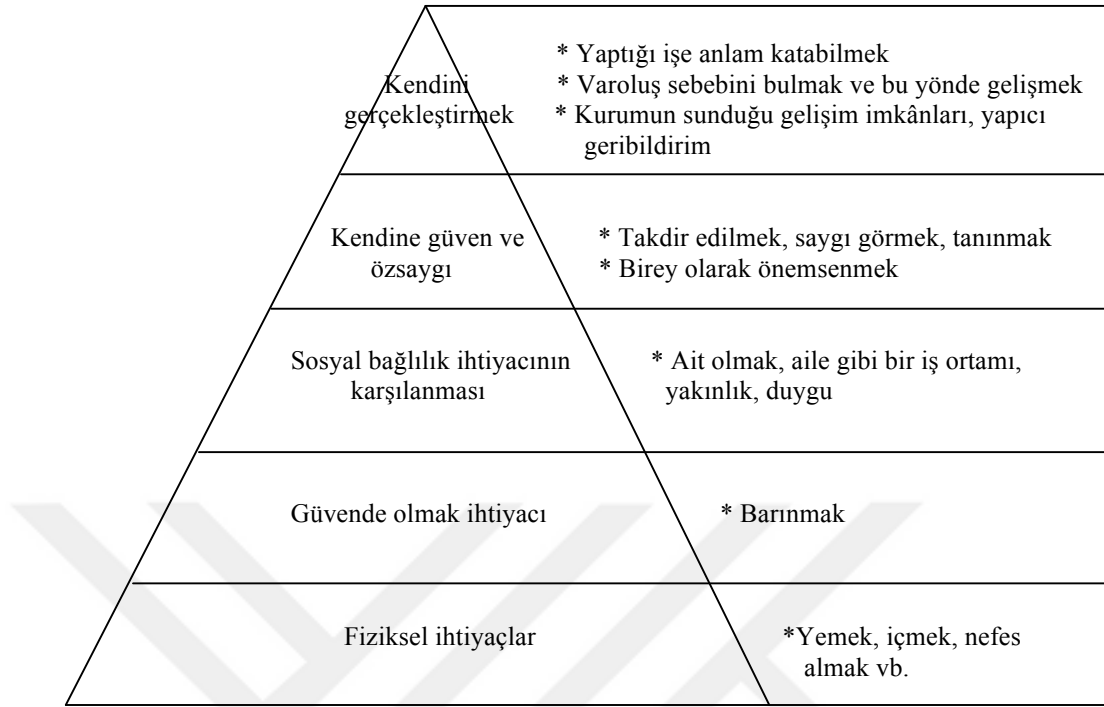 Kendini
gerçekleştirmek
* Yaptığı işe anlam katabilmek
* Varoluş sebebini bulmak ve bu yönde gelişmek
* Kurumun sunduğu gelişim imkânları, yapıcı
geribildirim
Kendine güven ve
özsaygı
* Takdir edilmek, saygı görmek, tanınmak
* Birey olarak önemsenmek
Sosyal bağlılık ihtiyacının
karşılanması
* Ait olmak, aile gibi bir iş ortamı,
yakınlık, duygu
Güvende olmak ihtiyacı
* Barınmak
Fiziksel ihtiyaçlar
*Yemek, içmek, nefes
almak vb.